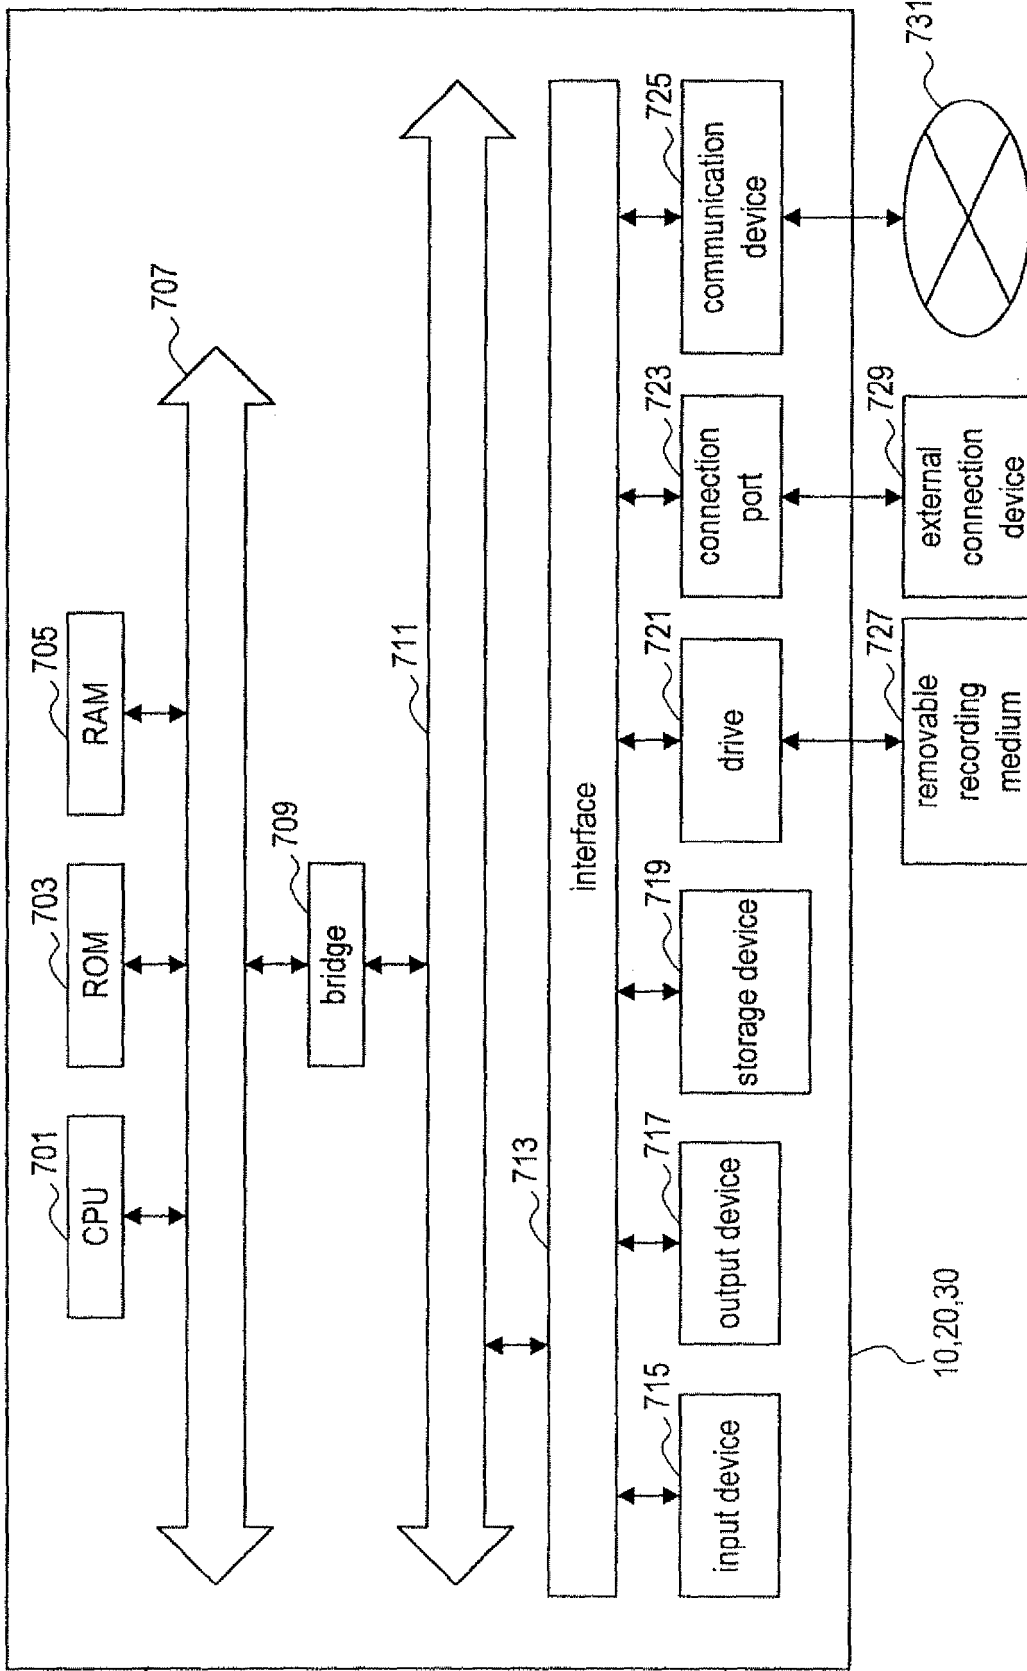 701
CPU
703
ROM
705
RAM
707
709
bridge
711
713
interface
715
input device
717
output device
719
storage device
721
drive
723
connection
port
725
communication
device
10,20,30
727
removable
recording
medium
729
external
connection
device
731